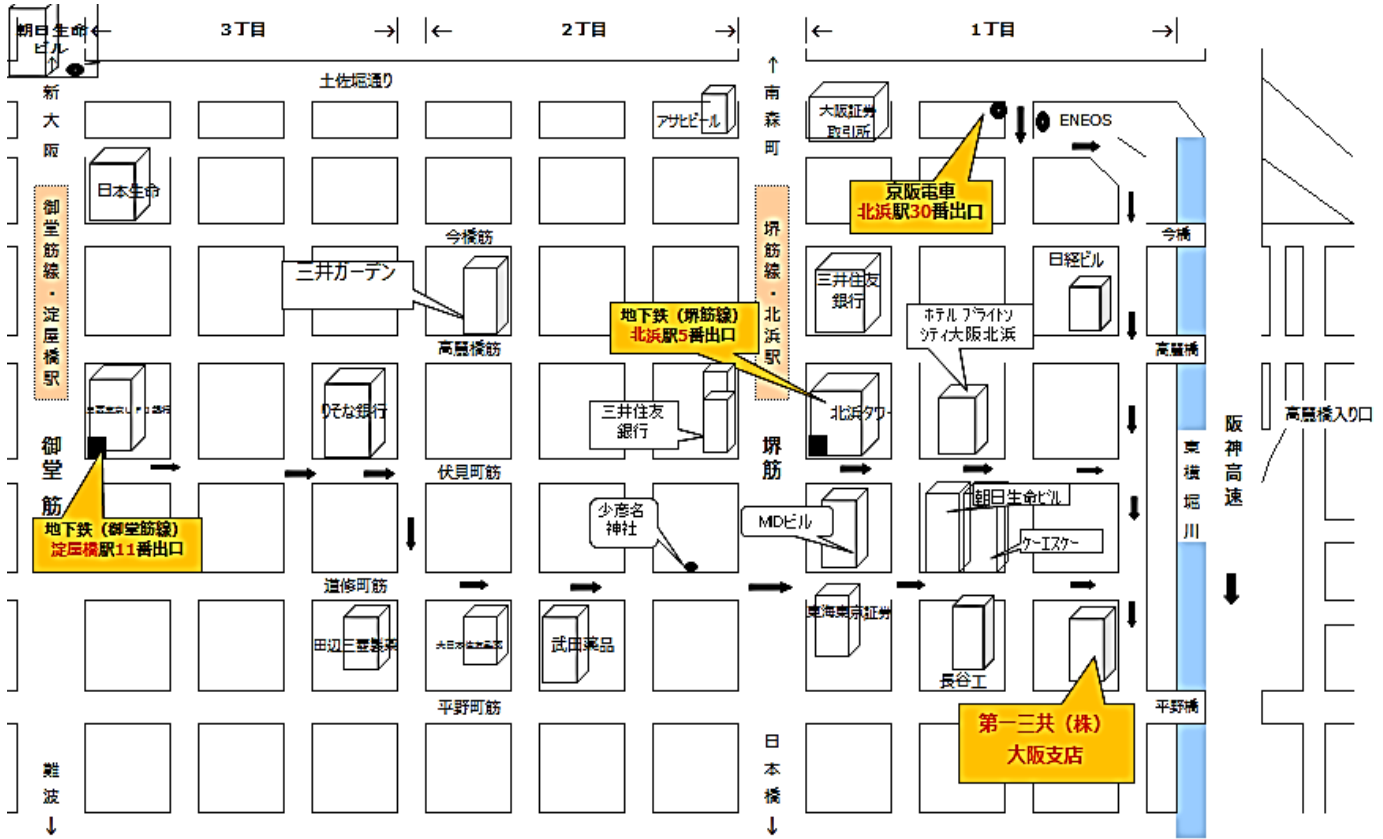 朝日生命
ビル
← 3丁目 →
← 2丁目 →
← 1丁目 →
土佐堀通り
↑
新大阪
御堂筋線・淀屋橋駅
御堂筋
難波
↓
↑
南森町
堺筋線・北浜駅
堺筋
日本橋
↓
アサヒビール
大阪証券
取引所
ENEOS
日本生命
京阪電車
北浜駅30番出口
今橋筋
今橋
三井ガーデン
三井住友
銀行
日経ビル
地下鉄（堺筋線）
北浜駅5番出口
ホテル ブライトン
シティ大阪北浜
高麗橋筋
高麗橋
りそな銀行
三井住友
銀行
北浜タワー
高麗橋入り口
阪神高速
東横堀川
伏見町筋
地下鉄（御堂筋線）
淀屋橋駅11番出口
少彦名
神社
MDビル
朝日生命ビル
ケーエスケー
道修町筋
田辺三菱製薬
大日本住友製薬
武田薬品
東海東京証券
長谷工
平野町筋
平野橋
第一三共（株）
大阪支店